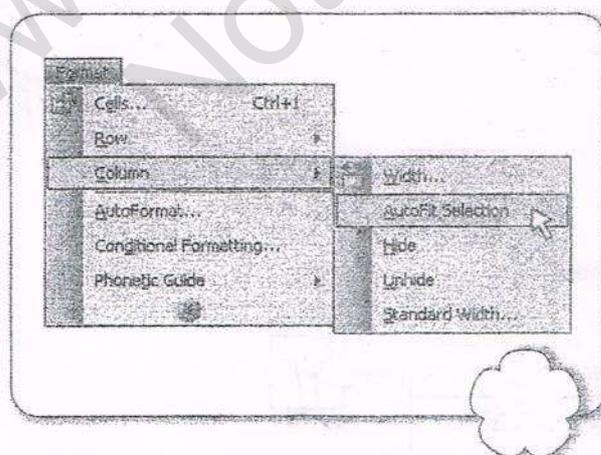 Format
Cells... Ctrl+1
Row
Column
AutoFormat...
Conditional Formatting...
Phonetic Guide
Width...
AutoFit Selection
Hide
Unhide
Standard Width...